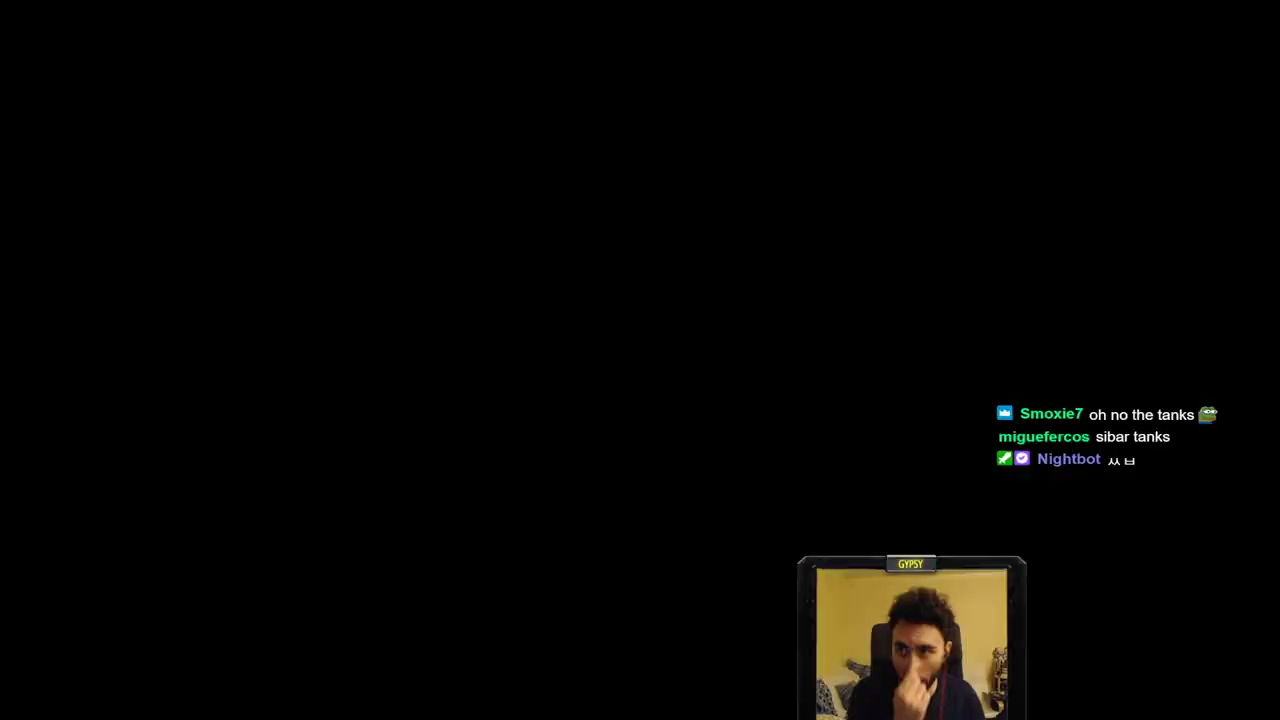 Smoxie7 oh no the tanks
miguefercos sibar tanks
Nightbot ㅆㅂ
GYPSY